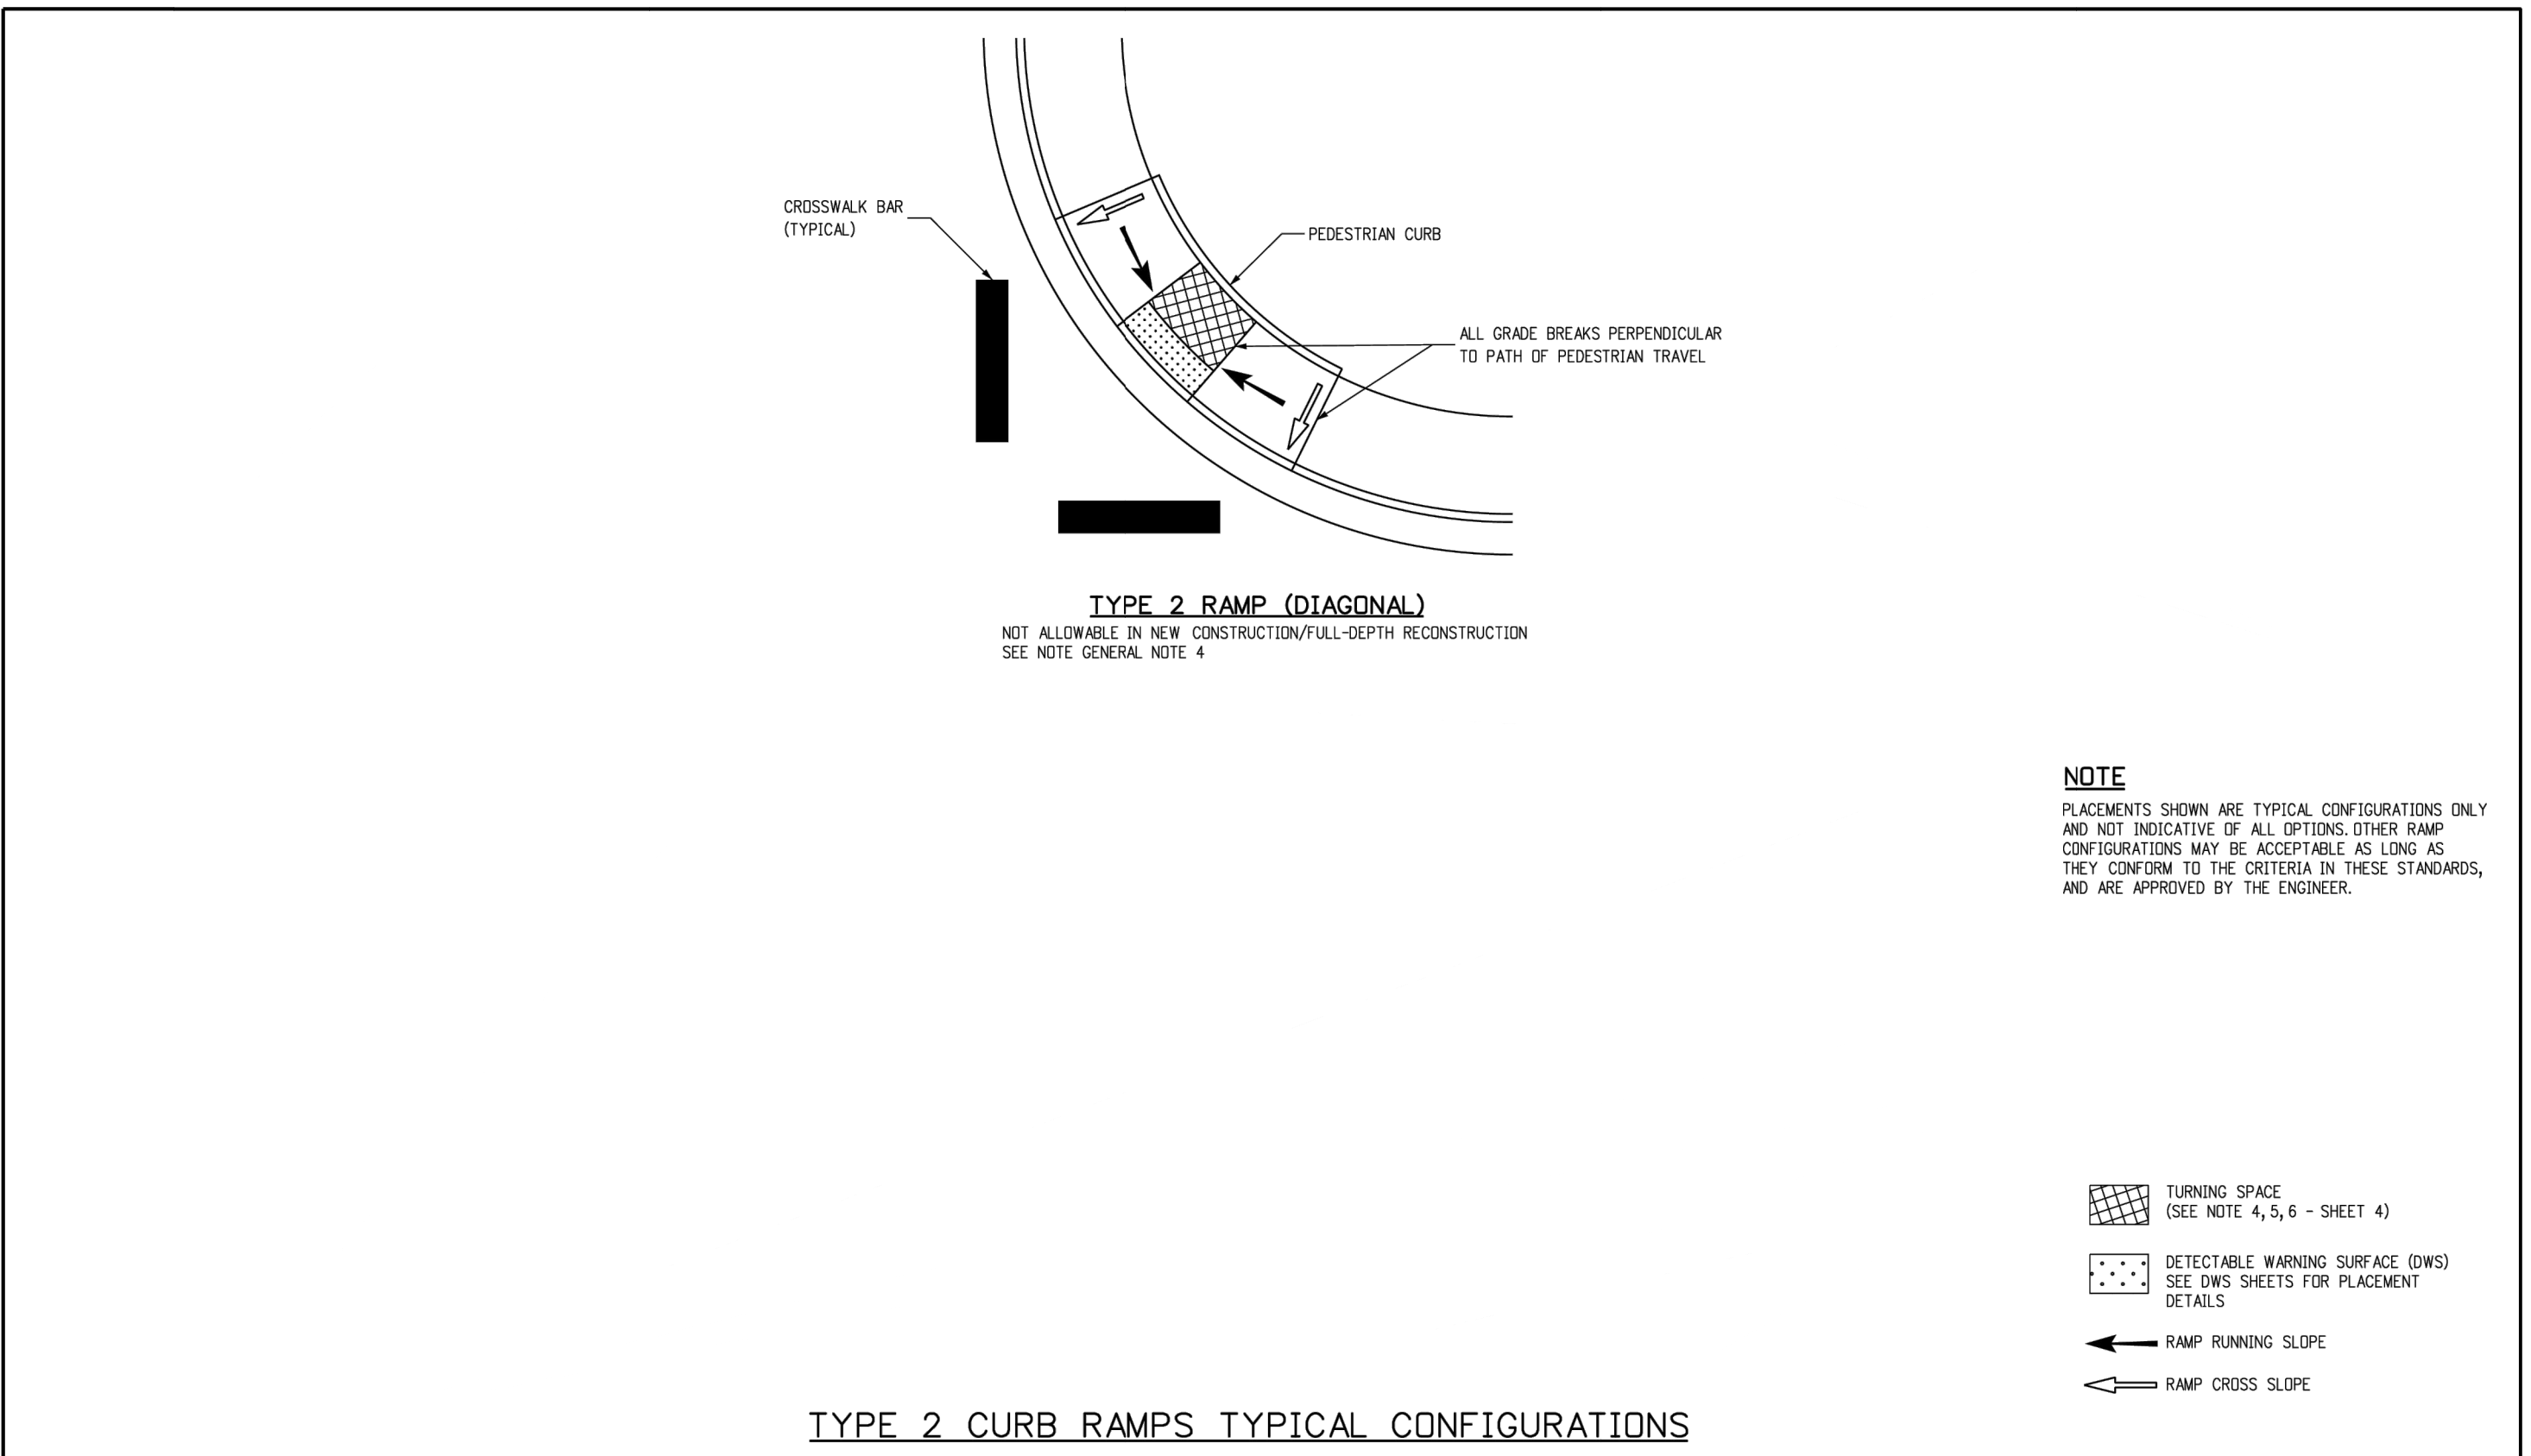 CROSSWALK BAR
(TYPICAL)
PEDESTRIAN CURB
ALL GRADE BREAKS PERPENDICULAR
TO PATH OF PEDESTRIAN TRAVEL
TYPE 2 RAMP (DIAGONAL)
NOT ALLOWABLE IN NEW CONSTRUCTION/FULL-DEPTH RECONSTRUCTION
SEE NOTE GENERAL NOTE 4
NOTE
PLACEMENTS SHOWN ARE TYPICAL CONFIGURATIONS ONLY
AND NOT INDICATIVE OF ALL OPTIONS. OTHER RAMP
CONFIGURATIONS MAY BE ACCEPTABLE AS LONG AS
THEY CONFORM TO THE CRITERIA IN THESE STANDARDS,
AND ARE APPROVED BY THE ENGINEER.
TURNING SPACE
(SEE NOTE 4, 5, 6 - SHEET 4)
DETECTABLE WARNING SURFACE (DWS)
SEE DWS SHEETS FOR PLACEMENT
DETAILS
RAMP RUNNING SLOPE
RAMP CROSS SLOPE
TYPE 2 CURB RAMPS TYPICAL CONFIGURATIONS